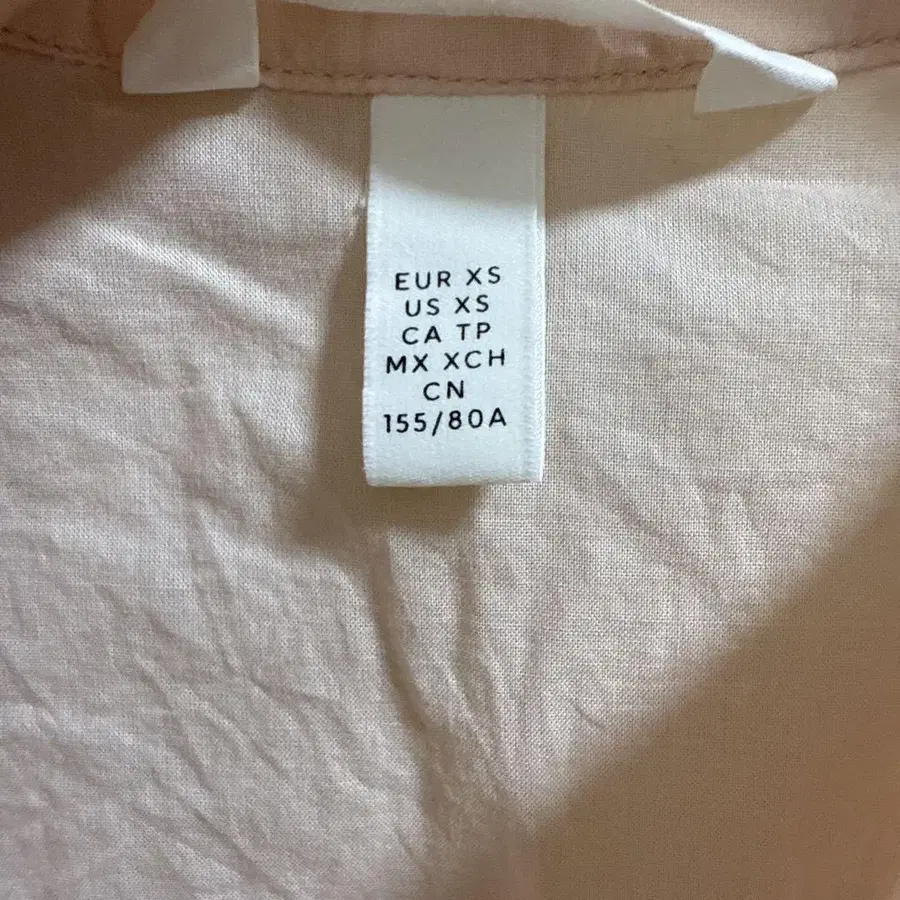 EUR XS
US XS
CA TP
MX XCH
CN
155/80A